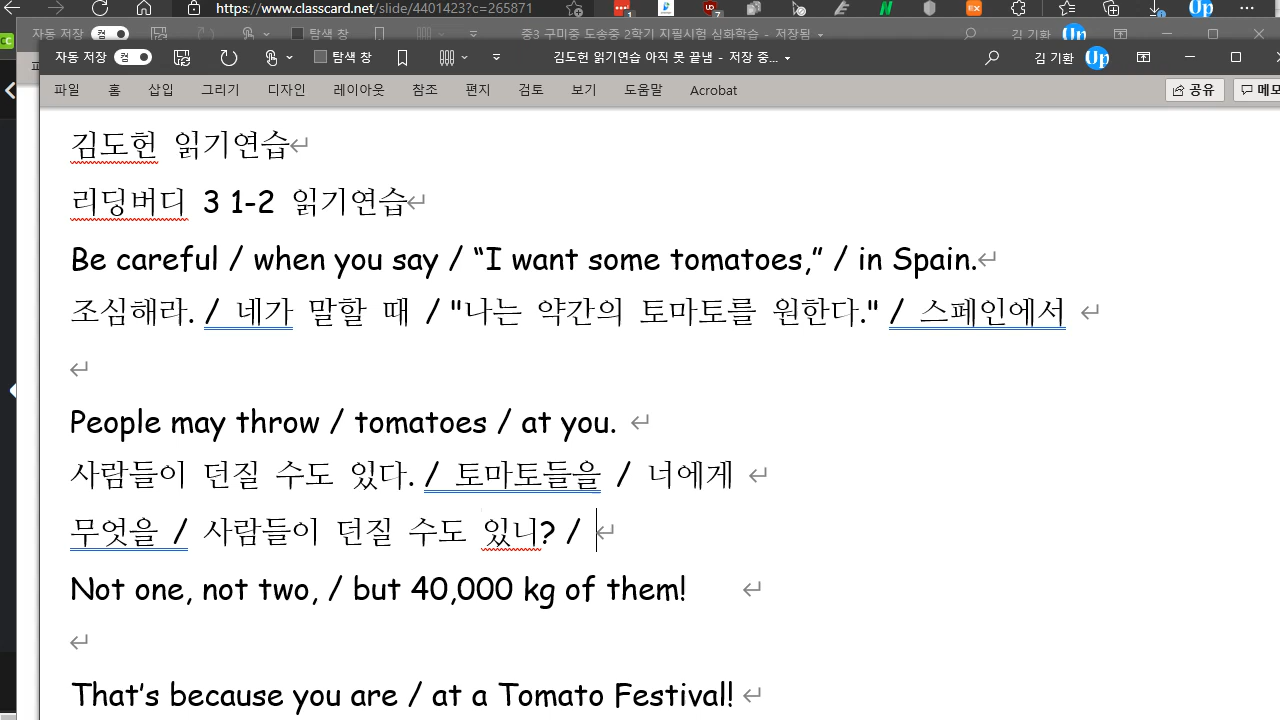 https://www.classcard.net/slide/4401423?c=265871
자동 저장 컴 탐색 창 중3 구미중 도송중 2학기 지필시험 심화학습 - 저장됨 김 기환 Up
자동 저장 컴 탐색 창 김도헌 읽기연습 아직 못 끝냄 - 저장 중... 김 기환 Up
파일 홈 삽입 그리기 디자인 레이아웃 참조 편지 검토 보기 도움말 Acrobat 공유 메모
김도헌 읽기연습
리딩버디 3 1-2 읽기연습
Be careful / when you say / “I want some tomatoes,” / in Spain.
조심해라. / 네가 말할 때 / "나는 약간의 토마토를 원한다." / 스페인에서
People may throw / tomatoes / at you.
사람들이 던질 수도 있다. / 토마토들을 / 너에게
무엇을 / 사람들이 던질 수도 있니? /
Not one, not two, / but 40,000 kg of them!
That’s because you are / at a Tomato Festival!